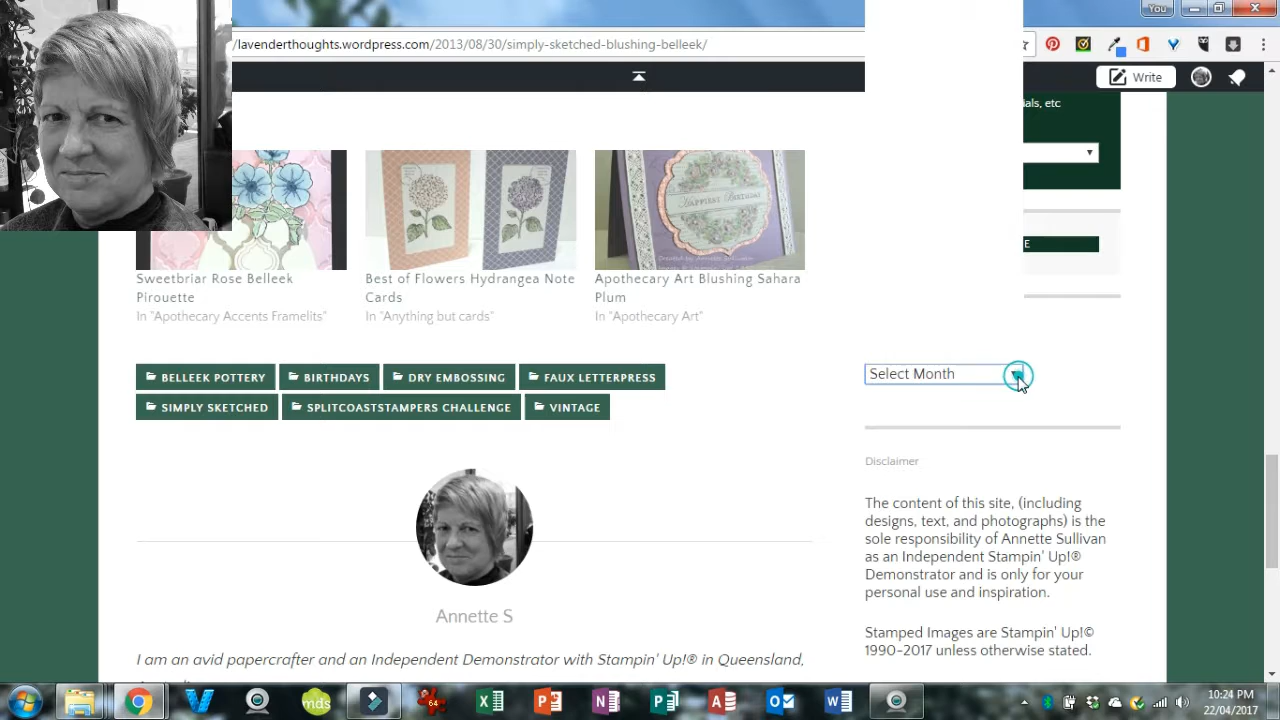 You
/lavenderthoughts.wordpress.com/2013/08/30/simply-sketched-blushing-belleek/
Write
ials, etc
E
HAPPIEST BIRTHDAY
Sweetbriar Rose Belleek
Pirouette
In "Apothecary Accents Framelits"
Best of Flowers Hydrangea Note
Cards
In "Anything but cards"
Apothecary Art Blushing Sahara
Plum
In "Apothecary Art"
BELLEEK POTTERY
BIRTHDAYS
DRY EMBOSSING
FAUX LETTERPRESS
SIMPLY SKETCHED
SPLITCOASTSTAMPERS CHALLENGE
VINTAGE
Select Month
Disclaimer
The content of this site, (including
designs, text, and photographs) is the
sole responsibility of Annette Sullivan
as an Independent Stampin' Up!®
Demonstrator and is only for your
personal use and inspiration.
Stamped Images are Stampin' Up!©
1990-2017 unless otherwise stated.
Annette S
I am an avid papercrafter and an Independent Demonstrator with Stampin' Up!® in Queensland,
mds
64
10:24 PM
22/04/2017